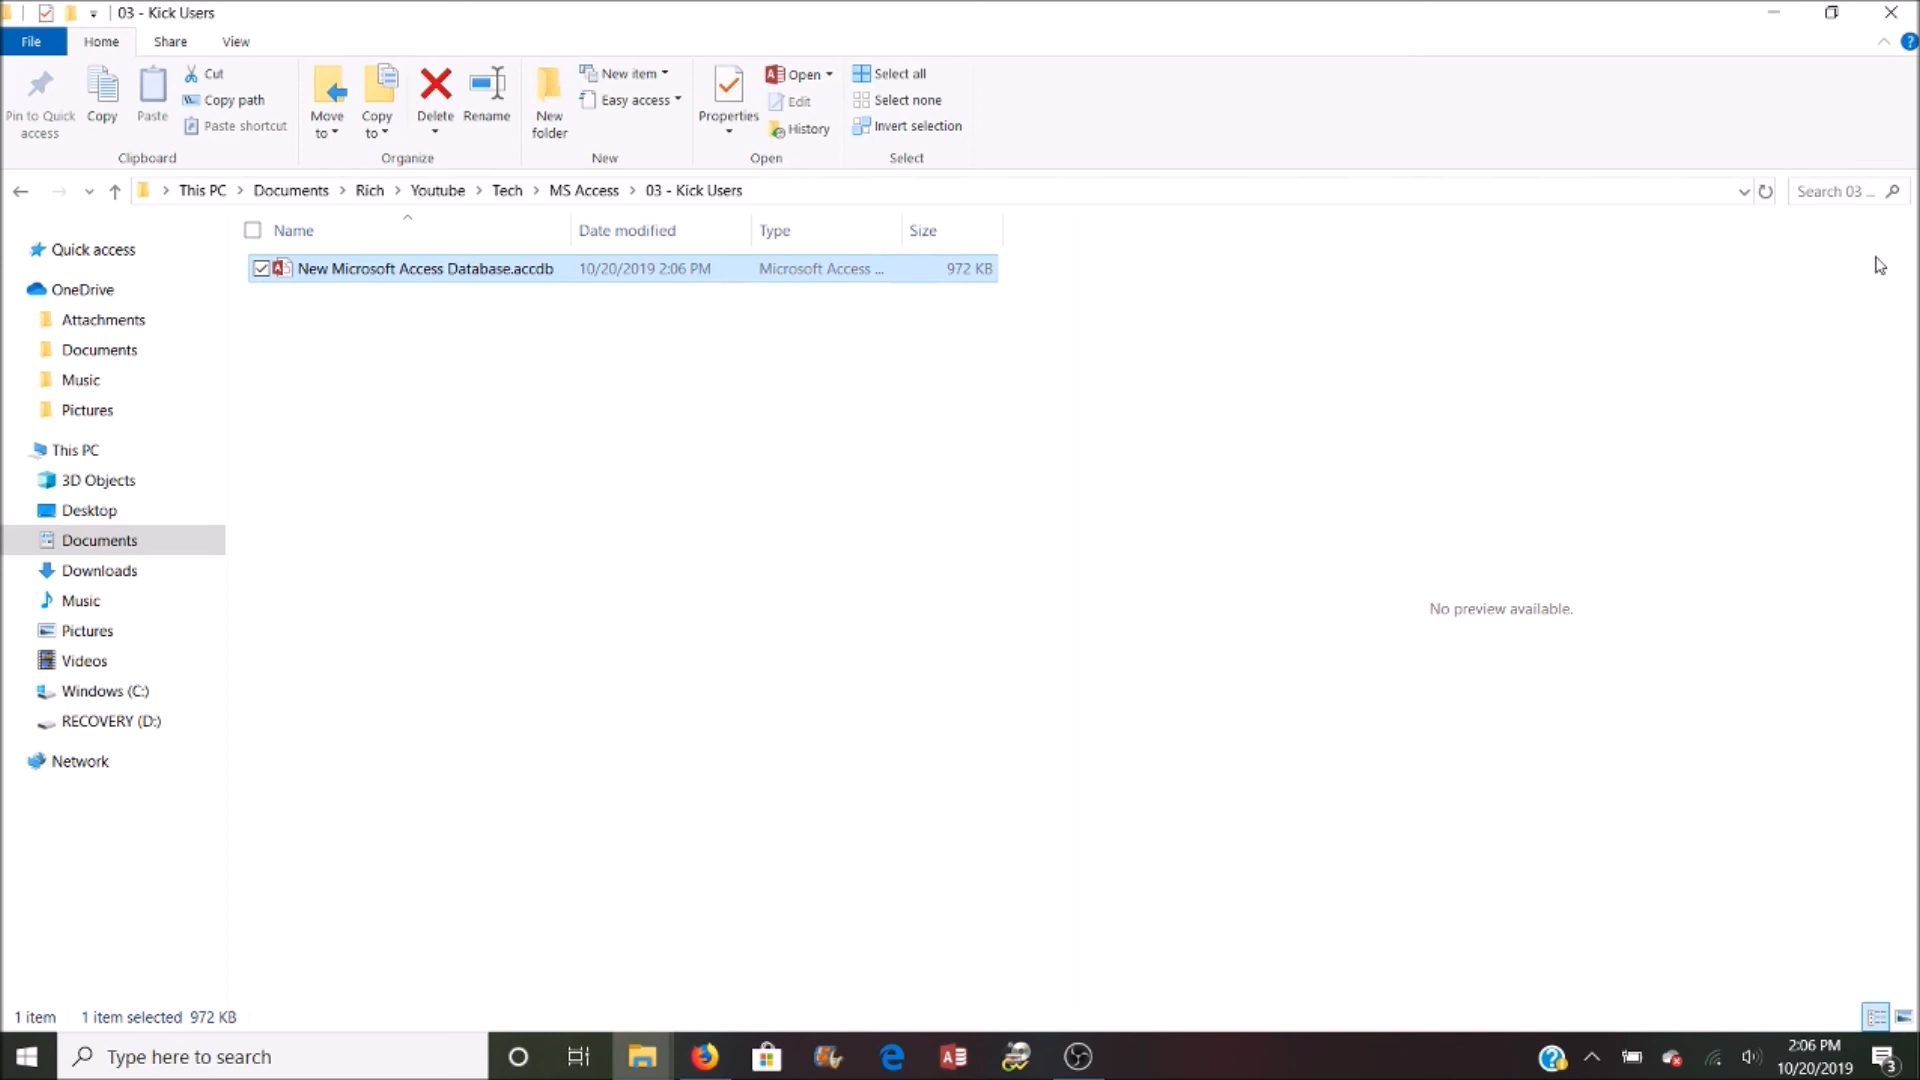 03 - Kick Users
File Home Share View
Pin to Quick access
Copy
Paste
Cut
Copy path
Paste shortcut
Clipboard
Move to
Copy to
Delete
Rename
Organize
New folder
New item
Easy access
New
Properties
Open
Edit
History
Open
Select all
Select none
Invert selection
Select
This PC > Documents > Rich > Youtube > Tech > MS Access > 03 - Kick Users
Search 03 ...
Name Date modified Type Size
New Microsoft Access Database.accdb 10/20/2019 2:06 PM Microsoft Access ... 972 KB
Quick access
OneDrive
Attachments
Documents
Music
Pictures
This PC
3D Objects
Desktop
Documents
Downloads
Music
Pictures
Videos
Windows (C:)
RECOVERY (D:)
Network
No preview available.
1 item 1 item selected 972 KB
Type here to search
2:06 PM
10/20/2019
3